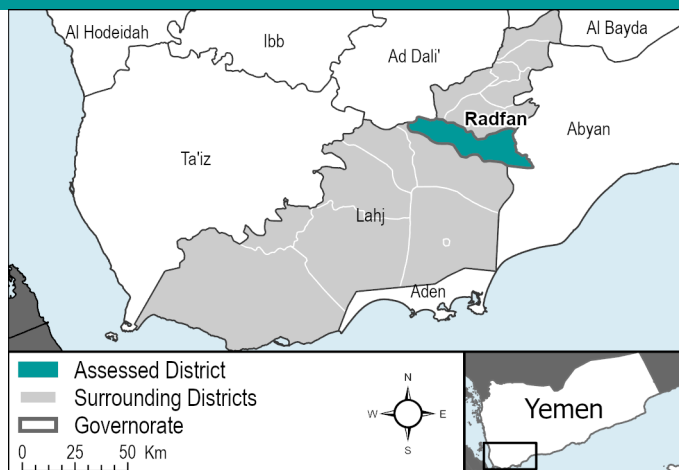 Al Hodeidah
Ibb
Al Bayda
Ad Dali'
Radfan
Abyan
Ta'iz
Lahj
Aden
Assessed District
Surrounding Districts
Governorate
0 25 50 Km
N
W E
S
Yemen